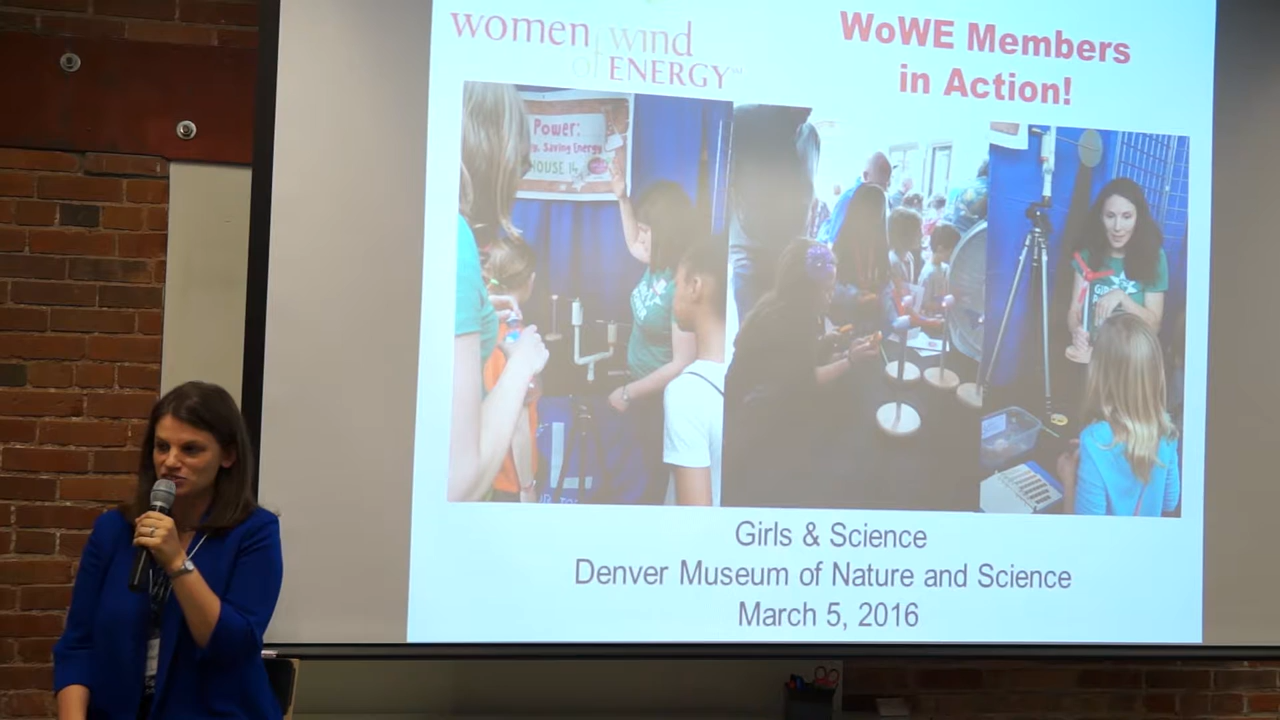 women wind
of ENERGY
WoWE Members
in Action!
Power:
Saving Energy
HOUSE
Girls & Science
Denver Museum of Nature and Science
March 5, 2016